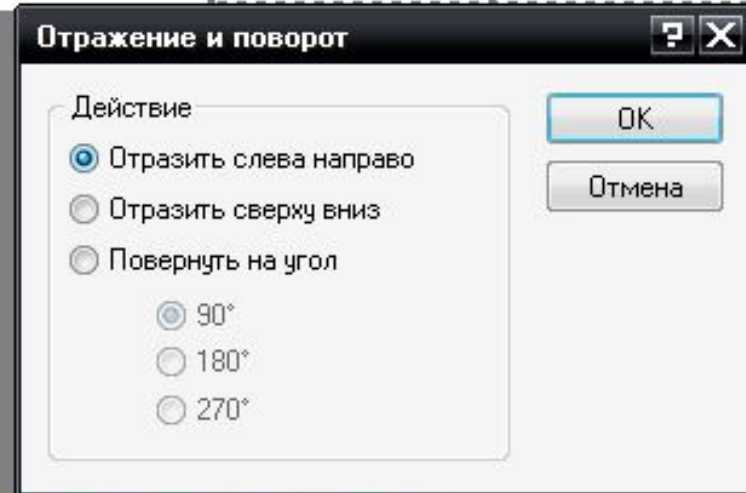 Отражение и поворот
Действие
Отразить слева направо
Отразить сверху вниз
Повернуть на угол
90°
180°
270°
OK
Отмена